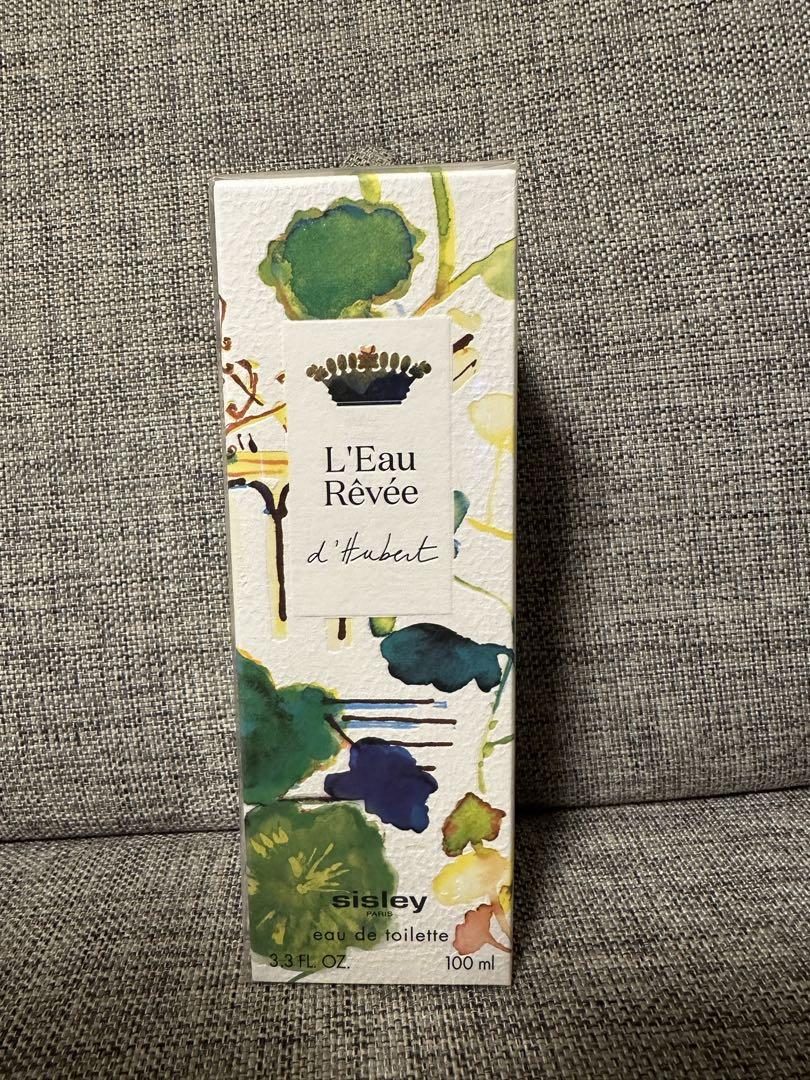 L'Eau
Rêvée
d'Hubert
sisley
PARIS
eau de toilette
3.3 FL. OZ. 100 ml